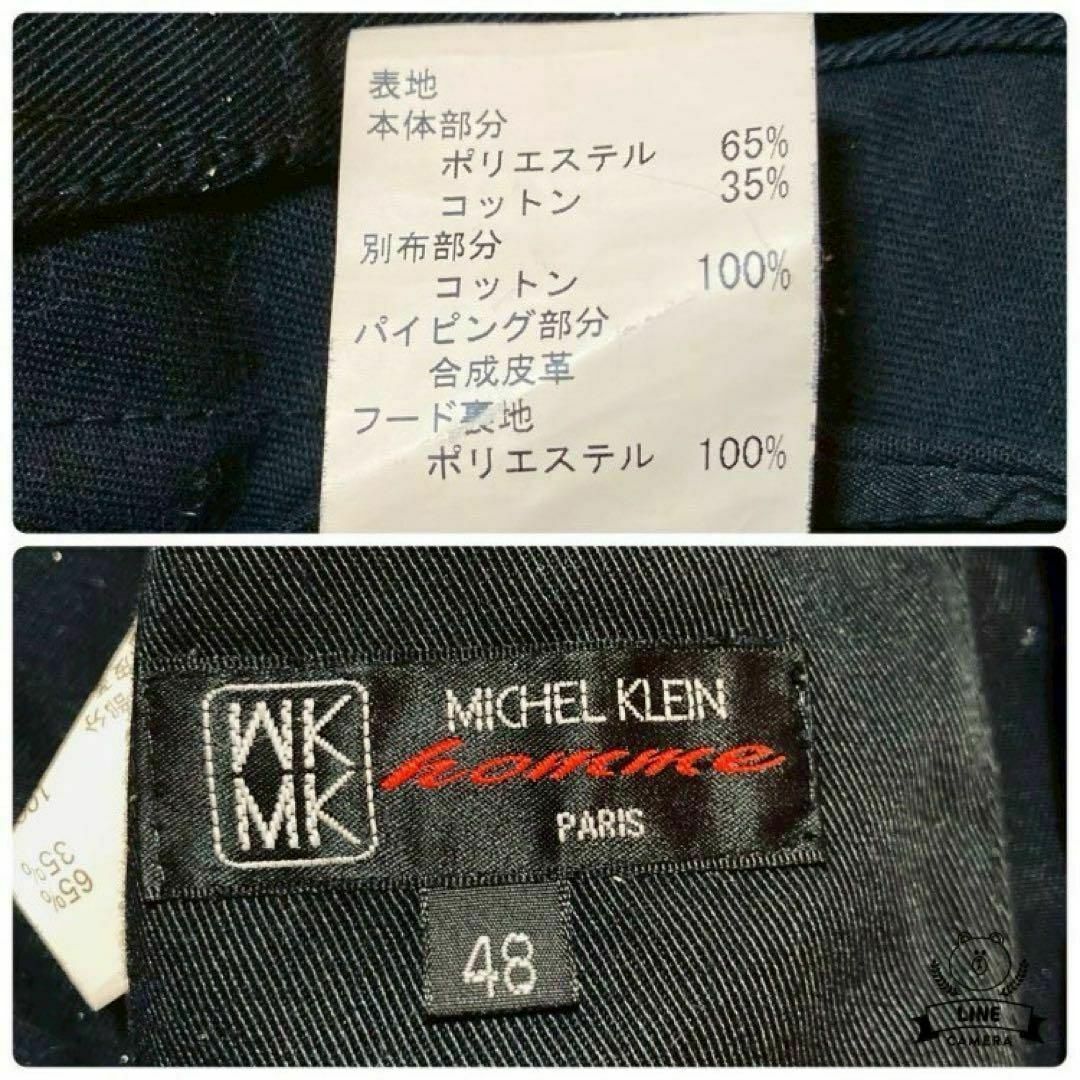 表地
本体部分
ポリエステル 65%
コットン 35%
別布部分
コットン 100%
パイピング部分
合成皮革
フード裏地
ポリエステル 100%
MK
MK
MICHEL KLEIN
homme
PARIS
48
部分
35%
65%
LINE
CAMERA